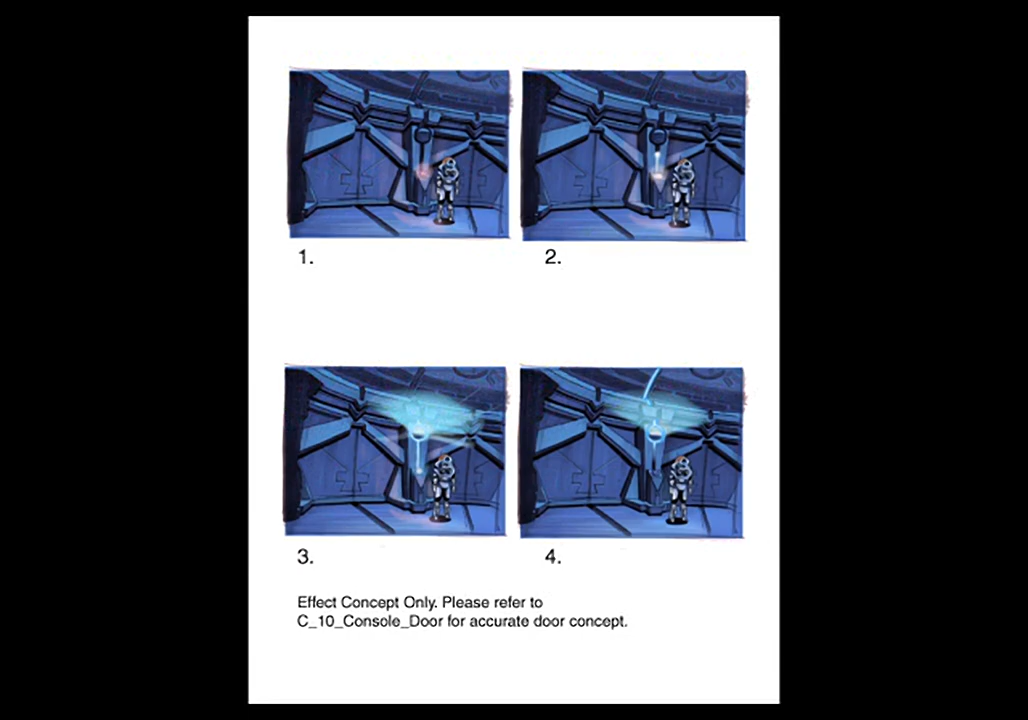 1.
2.
3.
4.
Effect Concept Only. Please refer to
C_10_Console_Door for accurate door concept.